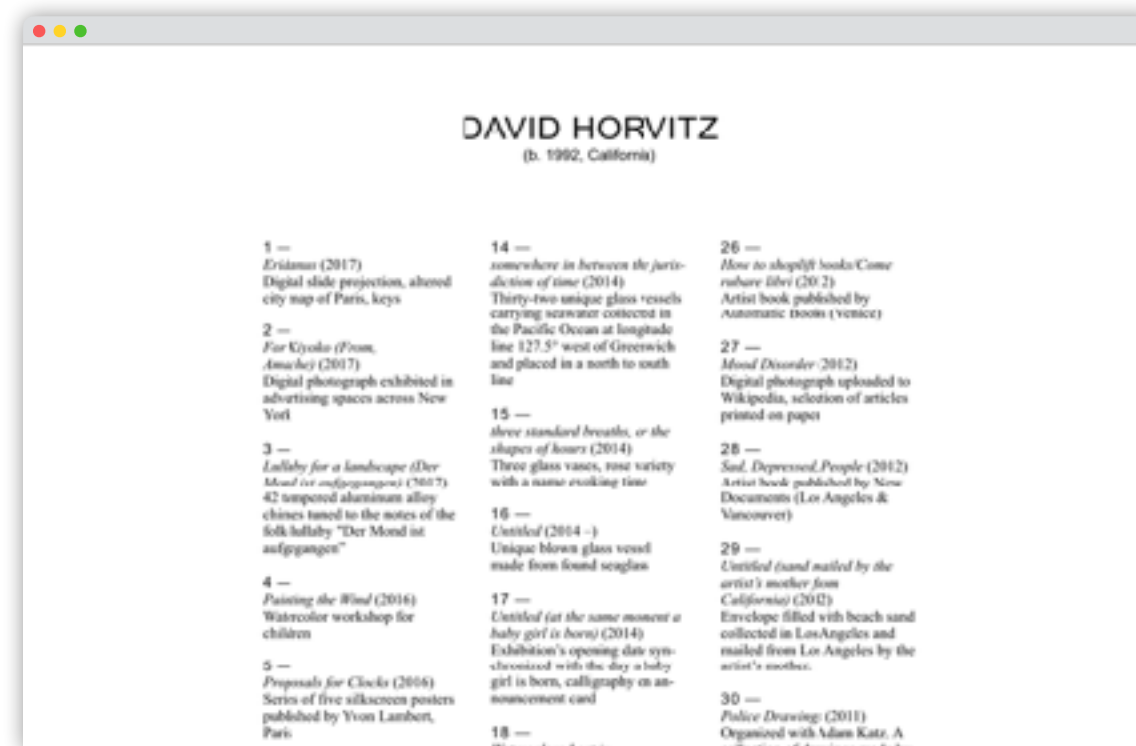 DAVID HORVITZ
(b. 1992, California)
1 —
Eridanus (2017)
Digital slide projection, altered
city map of Paris, keys
2 —
For Kiyoko (From,
Amache) (2017)
Digital photograph exhibited in
advertising spaces across New
York
3 —
Lullaby for a landscape (Der
Mond ist aufgegangen) (2017)
42 tempered aluminum alloy
chimes tuned to the notes of the
folk lullaby "Der Mond ist
aufgegangen"
4 —
Painting the Wind (2016)
Watercolor workshop for
children
5 —
Proposals for Clocks (2016)
Series of five silkscreen posters
published by Yvon Lambert,
Paris
14 —
somewhere in between the juris-
diction of time (2014)
Thirty-two unique glass vessels
carrying seawater collected in
the Pacific Ocean at longitude
line 127.5° west of Greenwich
and placed in a north to south
line
15 —
three standard breaths, or the
shapes of hours (2014)
Three glass vases, rose variety
with a name evoking time
16 —
Untitled (2014 –)
Unique blown glass vessel
made from found seaglass
17 —
Untitled (at the same moment a
baby girl is born) (2014)
Exhibition's opening date syn-
chronized with the day a baby
girl is born, calligraphy on an-
nouncement card
18 —
26 —
How to shoplift books/Come
rubare libri (2012)
Artist book published by
Automatic Books (Venice)
27 —
Mood Disorder (2012)
Digital photograph uploaded to
Wikipedia, selection of articles
printed on paper
28 —
Sad, Depressed, People (2012)
Artist book published by New
Documents (Los Angeles &
Vancouver)
29 —
Untitled (sand mailed by the
artist's mother from
California) (2012)
Envelope filled with beach sand
collected in Los Angeles and
mailed from Los Angeles by the
artist's mother.
30 —
Police Drawings (2011)
Organized with Adam Katz. A